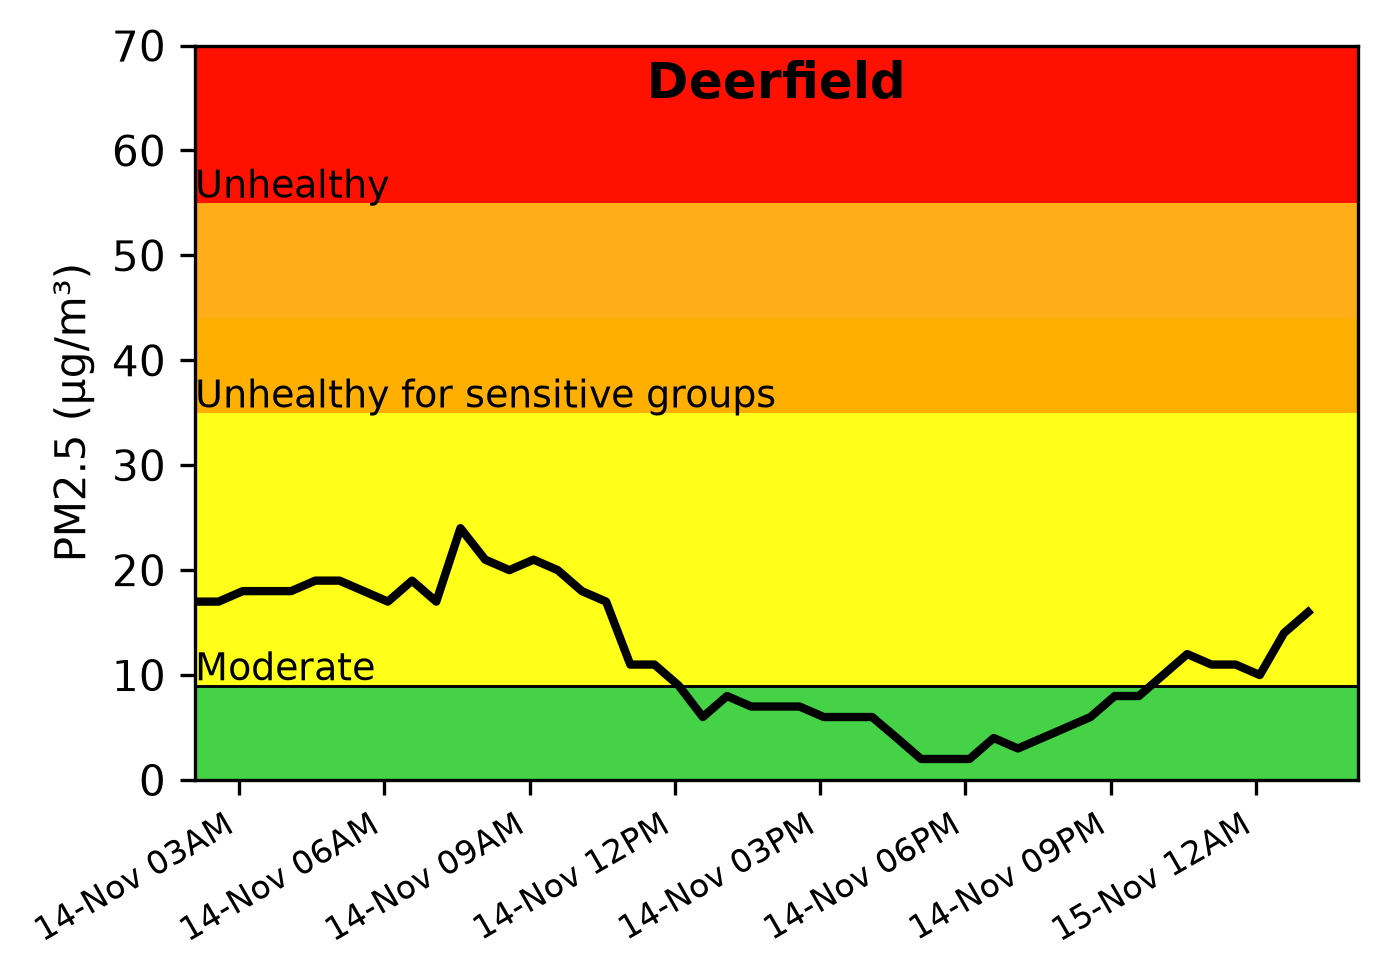 Deerfield
PM2.5 (µg/m³)
70
60
50
40
30
20
10
0
Unhealthy
Unhealthy for sensitive groups
Moderate
14-Nov 03AM
14-Nov 06AM
14-Nov 09AM
14-Nov 12PM
14-Nov 03PM
14-Nov 06PM
14-Nov 09PM
15-Nov 12AM